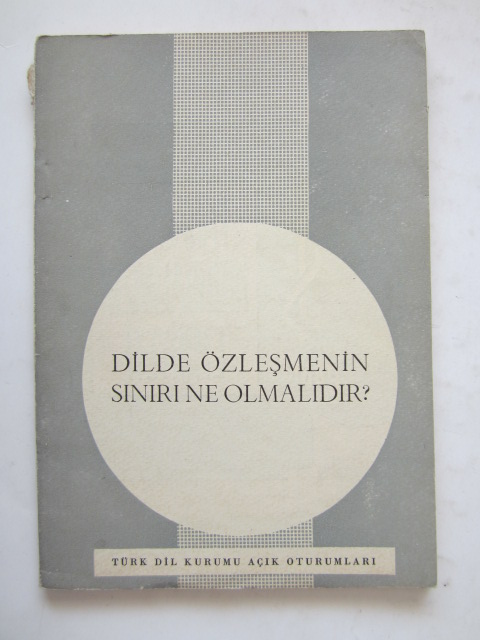 DİLDE ÖZLEŞMENİN
SINIRI NE OLMALIDIR?
TÜRK DİL KURUMU AÇIK OTURUMLARI